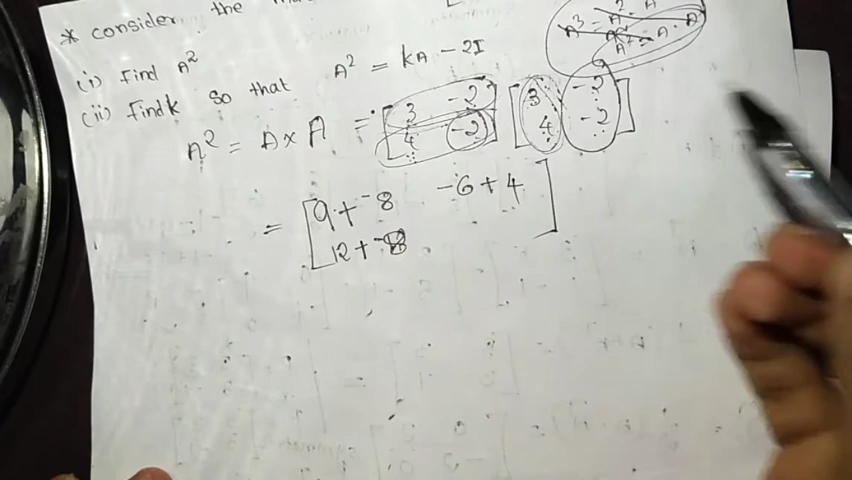 * consider the
(i) Find A²
(ii) Find k so that A² = kA - 2I
A² = A × A = [3 -2 [3 -2
4 -2] 4 -2]
= [9 + -8 -6 + 4
12 + -8 ]